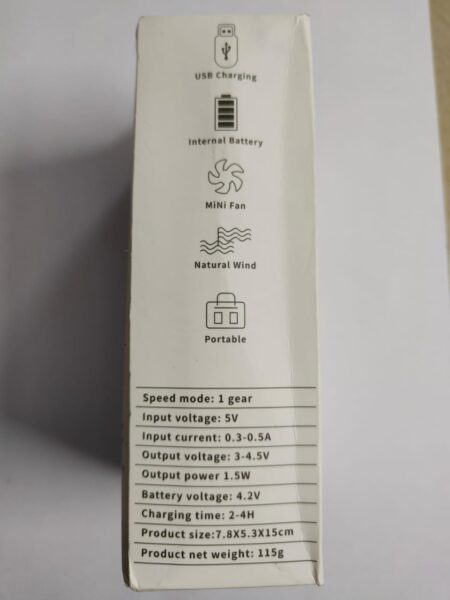 USB Charging
Internal Battery
MiNi Fan
Natural Wind
Portable
Speed mode: 1 gear
Input voltage: 5V
Input current: 0.3-0.5A
Output voltage: 3-4.5V
Output power 1.5W
Battery voltage: 4.2V
Charging time: 2-4H
Product size:7.8X5.3X15cm
Product net weight: 115g